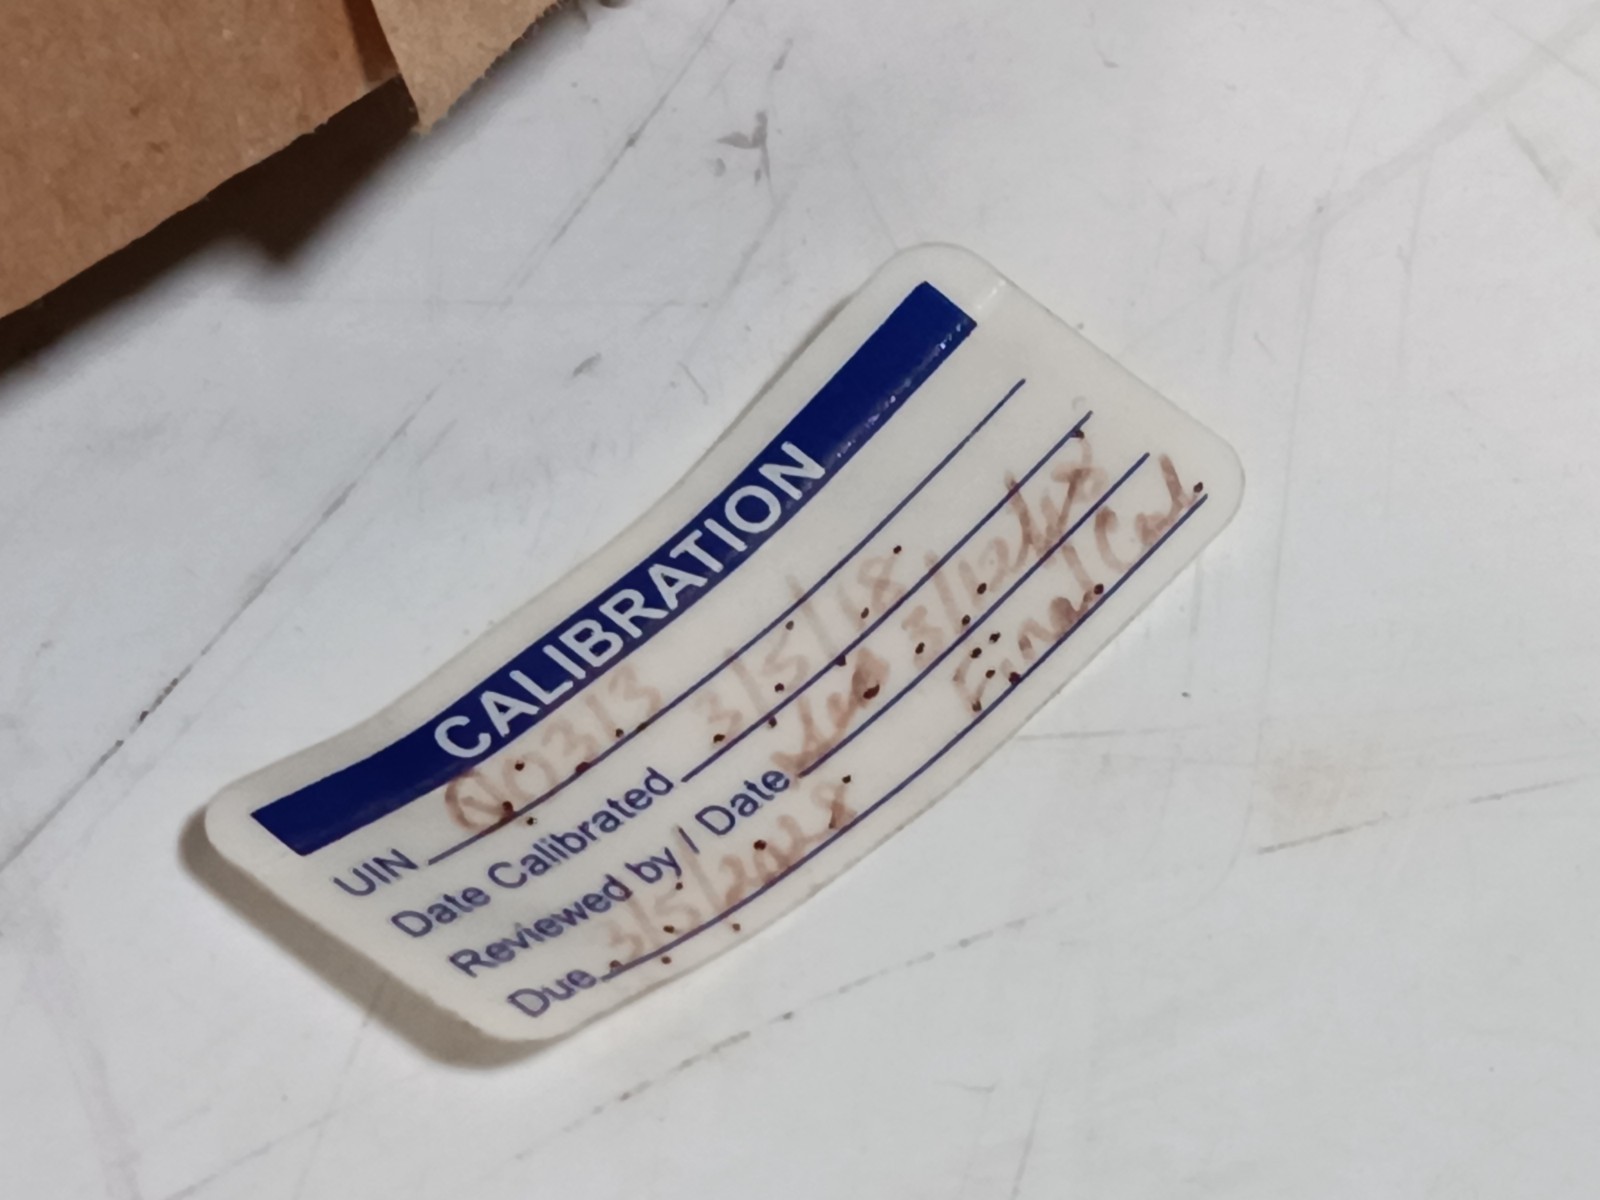 CALIBRATION
UIN 00313
Date Calibrated 3/5/18
Reviewed by / Date 3/12/18
Due 3/5/2018 Final Cal.